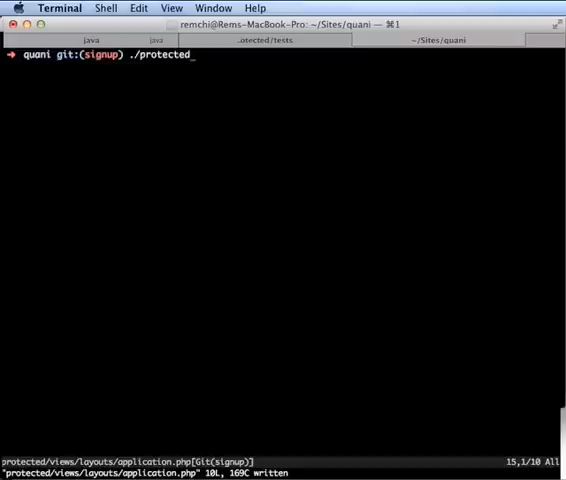 Terminal Shell Edit View Window Help
remchi@Rems-MacBook-Pro: ~/Sites/quani — ⌘1
java java ..otected/tests ~/Sites/quani
➜ quani git:(signup) ./protected_
protected/views/layouts/application.php[Git(signup)] 15,1/10 All
"protected/views/layouts/application.php" 10L, 169C written